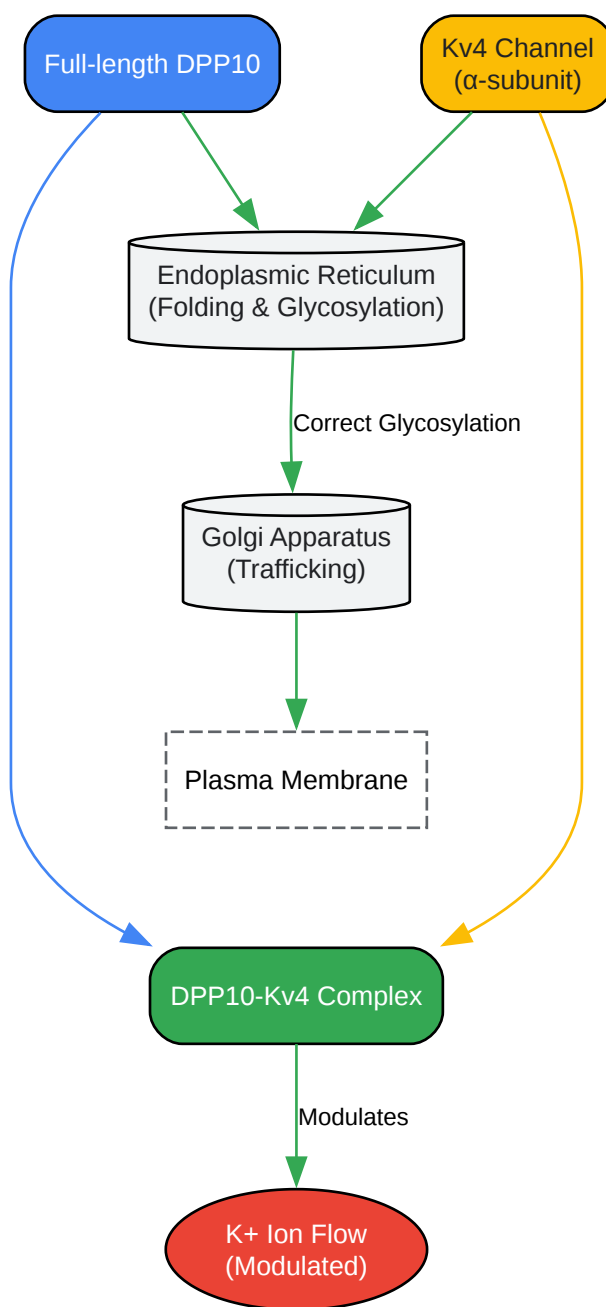 Full-length DPP10
Kv4 Channel
(α-subunit)
Endoplasmic Reticulum
(Folding & Glycosylation)
Correct Glycosylation
Golgi Apparatus
(Trafficking)
Plasma Membrane
DPP10-Kv4 Complex
Modulates
K+ Ion Flow
(Modulated)